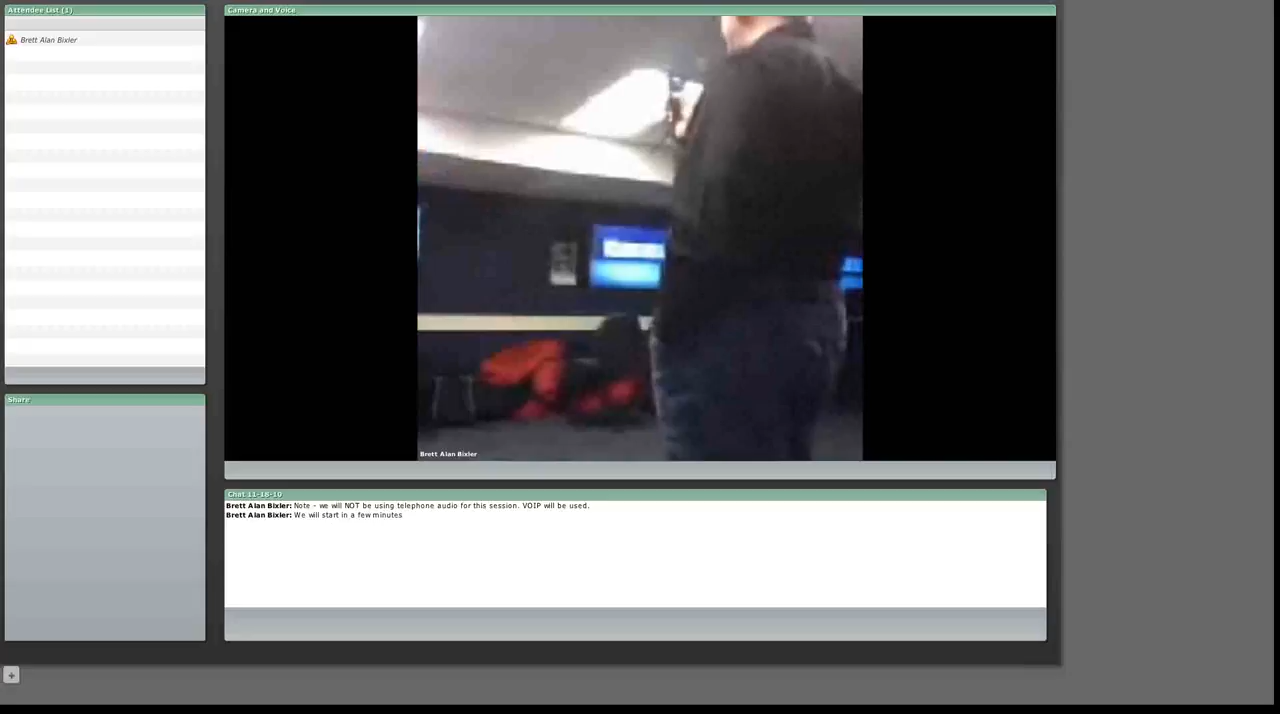 Attendee List (1)
Brett Alan Bixler
Camera and Voice
Brett Alan Bixler
Share
Chat 11-18-10
Brett Alan Bixler: Note - we will NOT be using telephone audio for this session. VOIP will be used.
Brett Alan Bixler: We will start in a few minutes